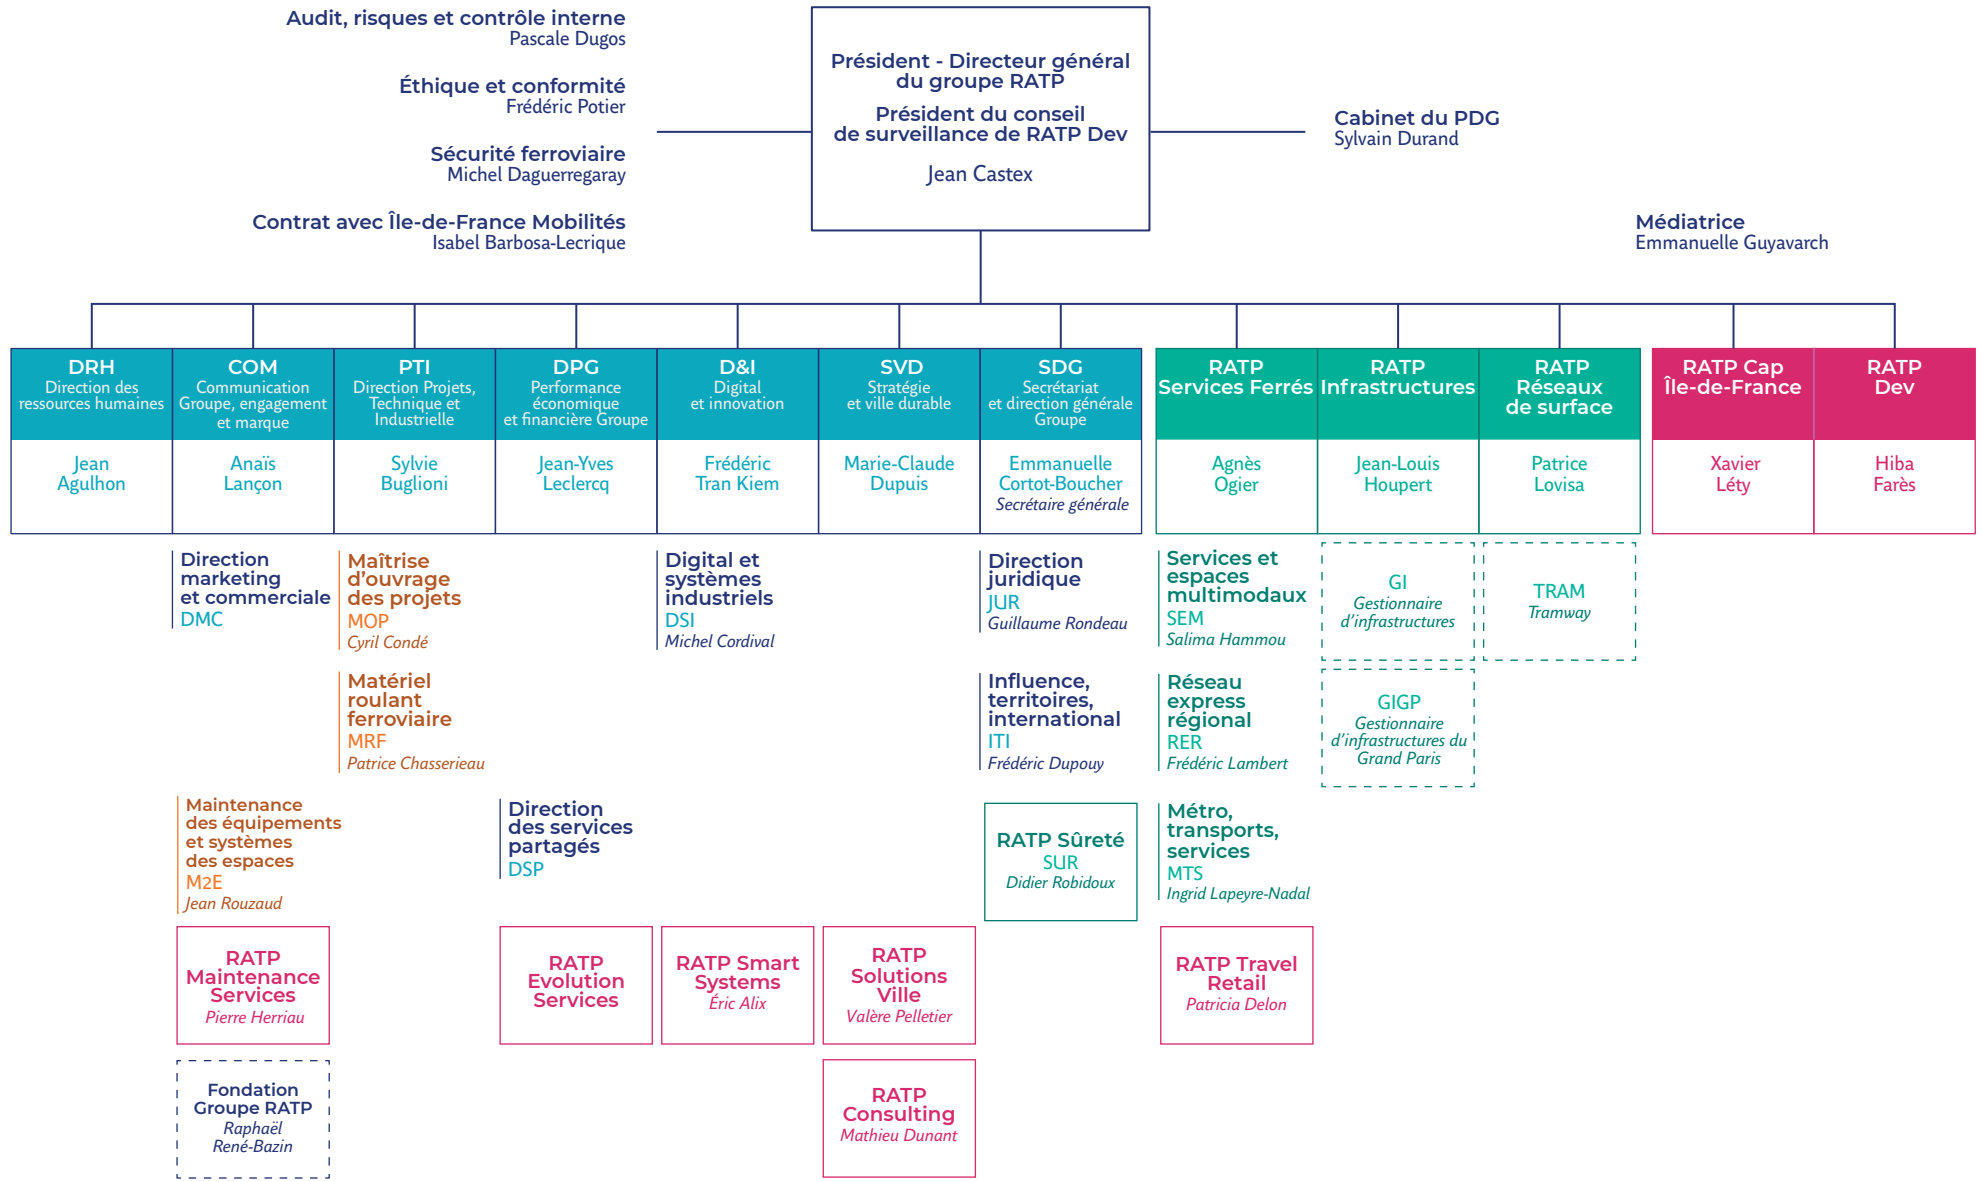 Audit, risques et contrôle interne
Pascale Dugos
Éthique et conformité
Frédéric Potier
Sécurité ferroviaire
Michel Daguerregaray
Contrat avec Île-de-France Mobilités
Isabel Barbosa-Lecrique
Président - Directeur général
du groupe RATP
Président du conseil
de surveillance de RATP Dev
Jean Castex
Cabinet du PDG
Sylvain Durand
Médiatrice
Emmanuelle Guyavarch
DRH
Direction des
ressources humaines
Jean
Agulhon
COM
Communication
Groupe, engagement
et marque
Anaïs
Lançon
PTI
Direction Projets,
Technique et
Industrielle
Sylvie
Buglioni
DPG
Performance
économique
et financière Groupe
Jean-Yves
Leclercq
D&I
Digital
et innovation
Frédéric
Tran Kiem
SVD
Stratégie
et ville durable
Marie-Claude
Dupuis
SDG
Secrétariat
et direction générale
Groupe
Emmanuelle
Cortot-Boucher
Secrétaire générale
RATP
Services Ferrés
Agnès
Ogier
RATP
Infrastructures
Jean-Louis
Houpert
RATP
Réseaux
de surface
Patrice
Lovisa
RATP Cap
Île-de-France
Xavier
Léty
RATP
Dev
Hiba
Farès
Direction
marketing
et commerciale
DMC
Maîtrise
d'ouvrage
des projets
MOP
Cyril Condé
Digital et
systèmes
industriels
DSI
Michel Cordival
Direction
juridique
JUR
Guillaume Rondeau
Services et
espaces
multimodaux
SEM
Salima Hammou
GI
Gestionnaire
d'infrastructures
TRAM
Tramway
Matériel
roulant
ferroviaire
MRF
Patrice Chasserieau
Influence,
territoires,
international
ITI
Frédéric Dupouy
Réseau
express
régional
RER
Frédéric Lambert
GIGP
Gestionnaire
d'infrastructures du
Grand Paris
Maintenance
des équipements
et systèmes
des espaces
M2E
Jean Rouzaud
Direction
des services
partagés
DSP
RATP Sûreté
SUR
Didier Robidoux
Métro,
transports,
services
MTS
Ingrid Lapeyre-Nadal
RATP
Maintenance
Services
Pierre Herriau
RATP
Evolution
Services
RATP Smart
Systems
Éric Alix
RATP
Solutions
Ville
Valère Pelletier
RATP Travel
Retail
Patricia Delon
Fondation
Groupe RATP
Raphaël
René-Bazin
RATP
Consulting
Mathieu Dunant